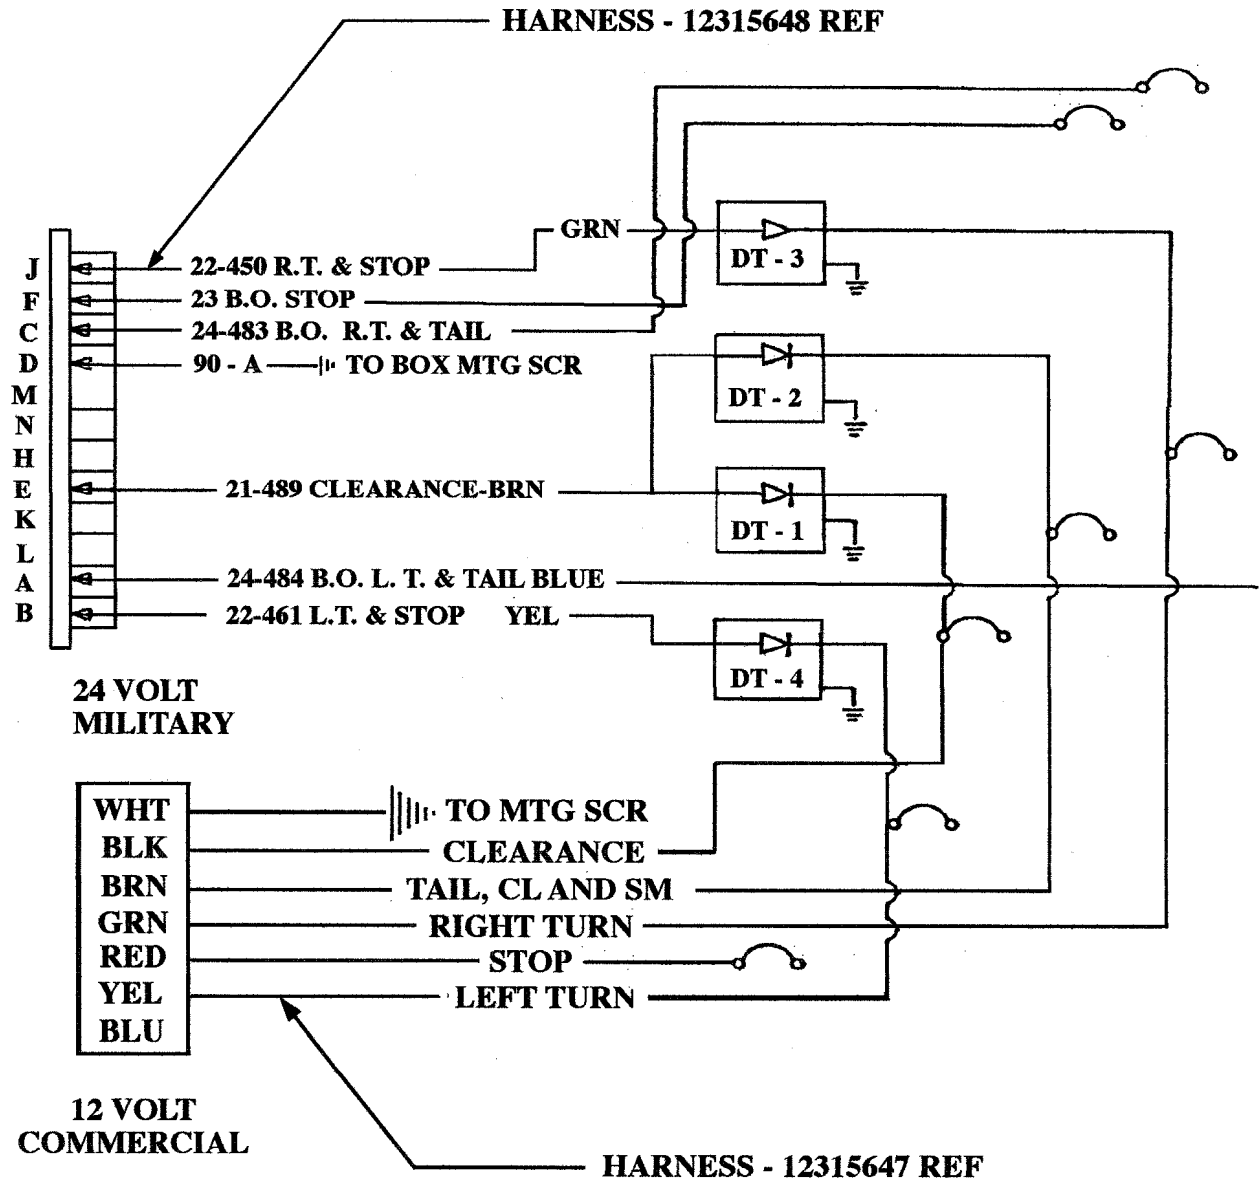 HARNESS - 12315648 REF
GRN
DT - 3
J
22-450 R.T. & STOP
F
23 B.O. STOP
C
24-483 B.O. R.T. & TAIL
D
90 - A
TO BOX MTG SCR
M
DT - 2
N
H
E
21-489 CLEARANCE-BRN
K
DT - 1
L
A
24-484 B.O. L. T. & TAIL BLUE
B
22-461 L.T. & STOP YEL
DT - 4
24 VOLT
MILITARY
WHT
TO MTG SCR
BLK
CLEARANCE
BRN
TAIL, CL AND SM
GRN
RIGHT TURN
RED
STOP
YEL
LEFT TURN
BLU
12 VOLT
COMMERCIAL
HARNESS - 12315647 REF